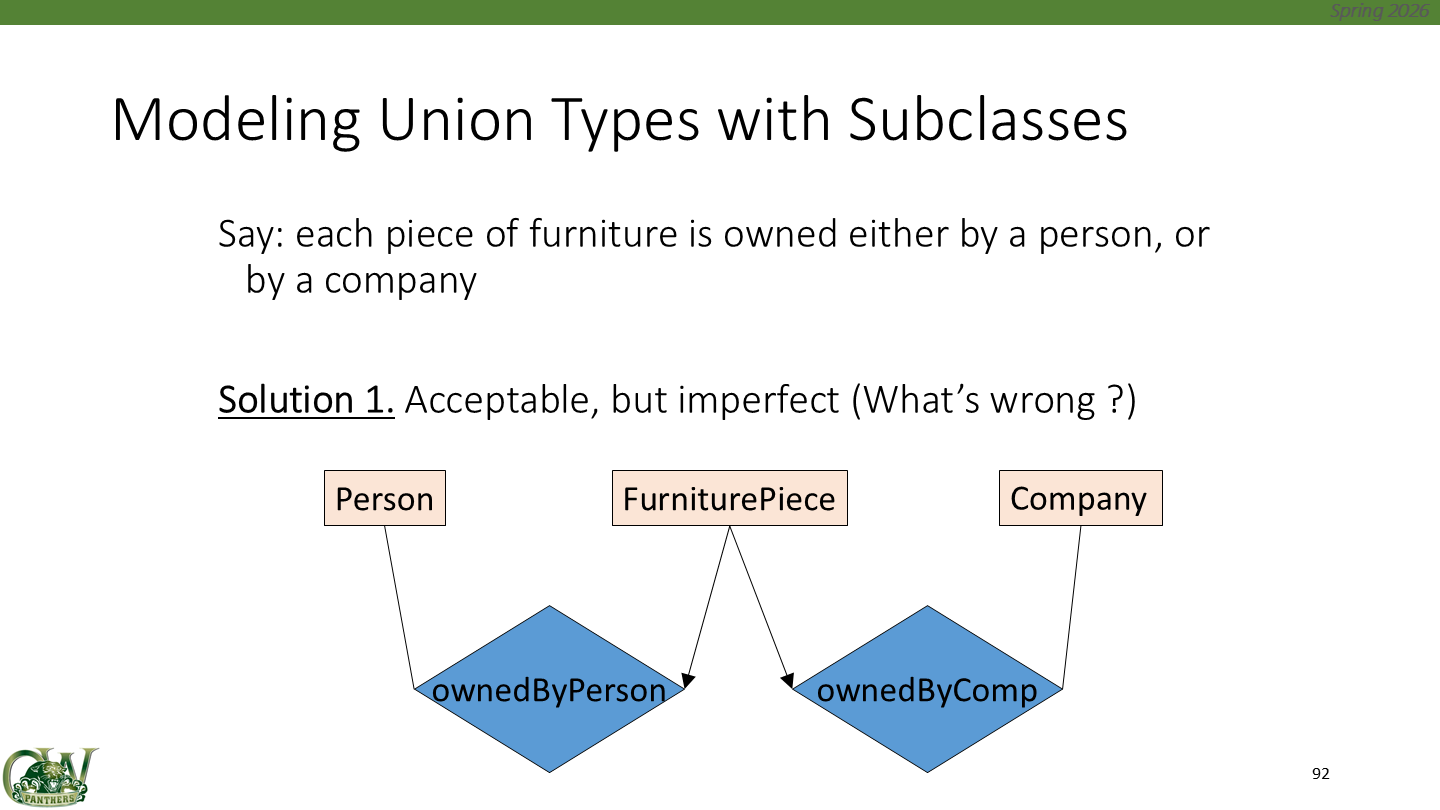 Spring 2026
Modeling Union Types with Subclasses
Say: each piece of furniture is owned either by a person, or
by a company
Solution 1. Acceptable, but imperfect (What’s wrong ?)
Person
FurniturePiece
Company
ownedByPerson
ownedByComp
CW
PANTHERS
92